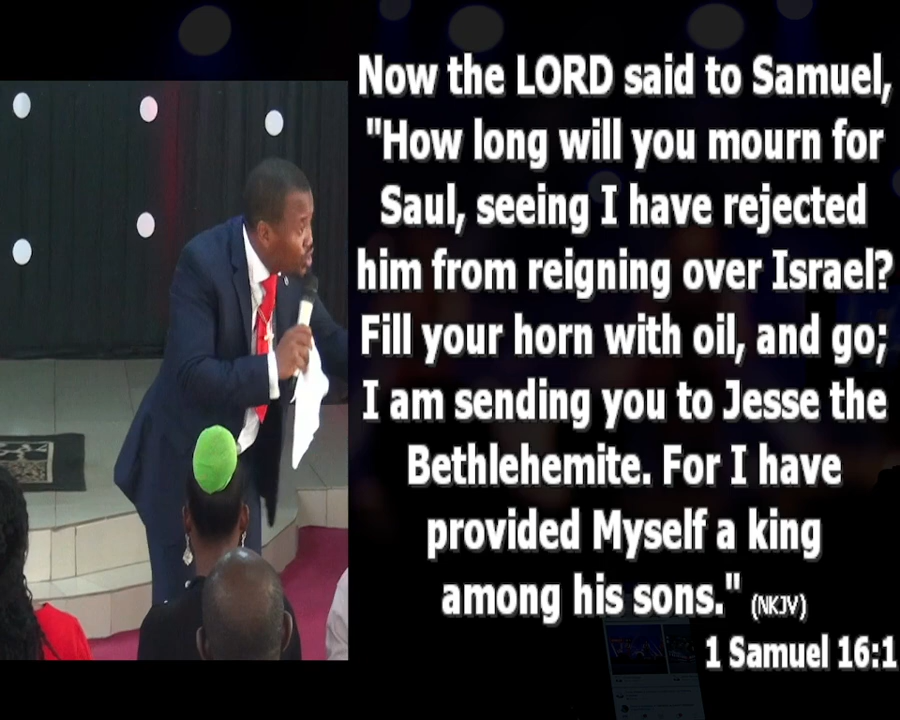 Now the LORD said to Samuel,
"How long will you mourn for
Saul, seeing I have rejected
him from reigning over Israel?
Fill your horn with oil, and go;
I am sending you to Jesse the
Bethlehemite. For I have
provided Myself a king
among his sons." (NKJV)
1 Samuel 16:1